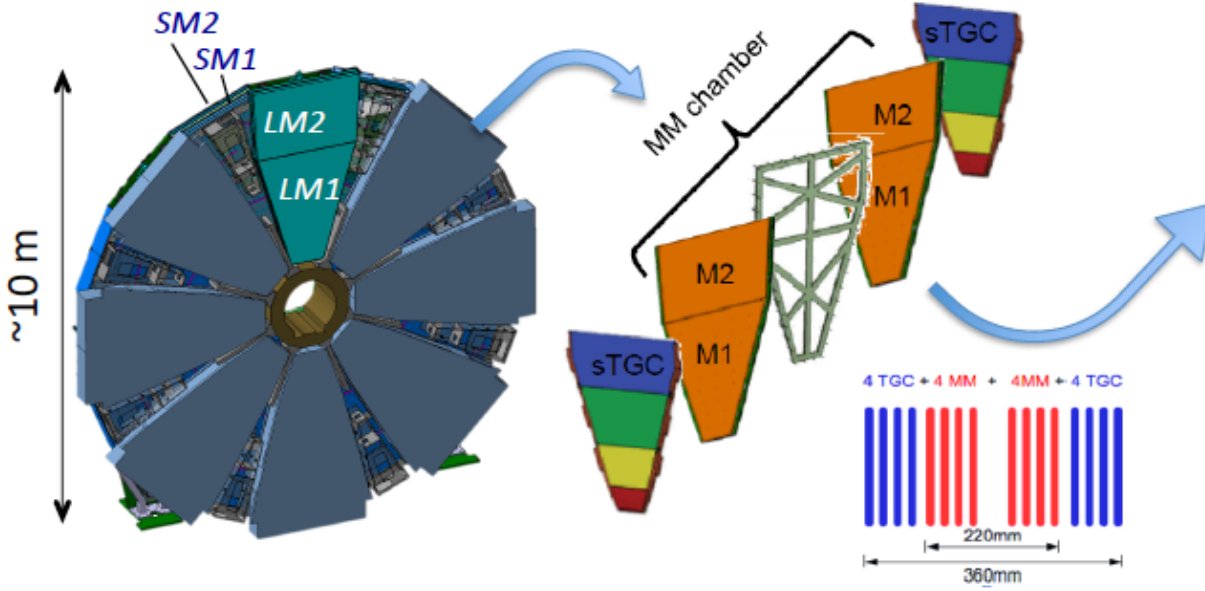 SM2
SM1
LM2
LM1
~10 m
MM chamber
sTGC
M2
M1
M2
M1
sTGC
4 TGC + 4 MM + 4MM + 4 TGC
220mm
360mm